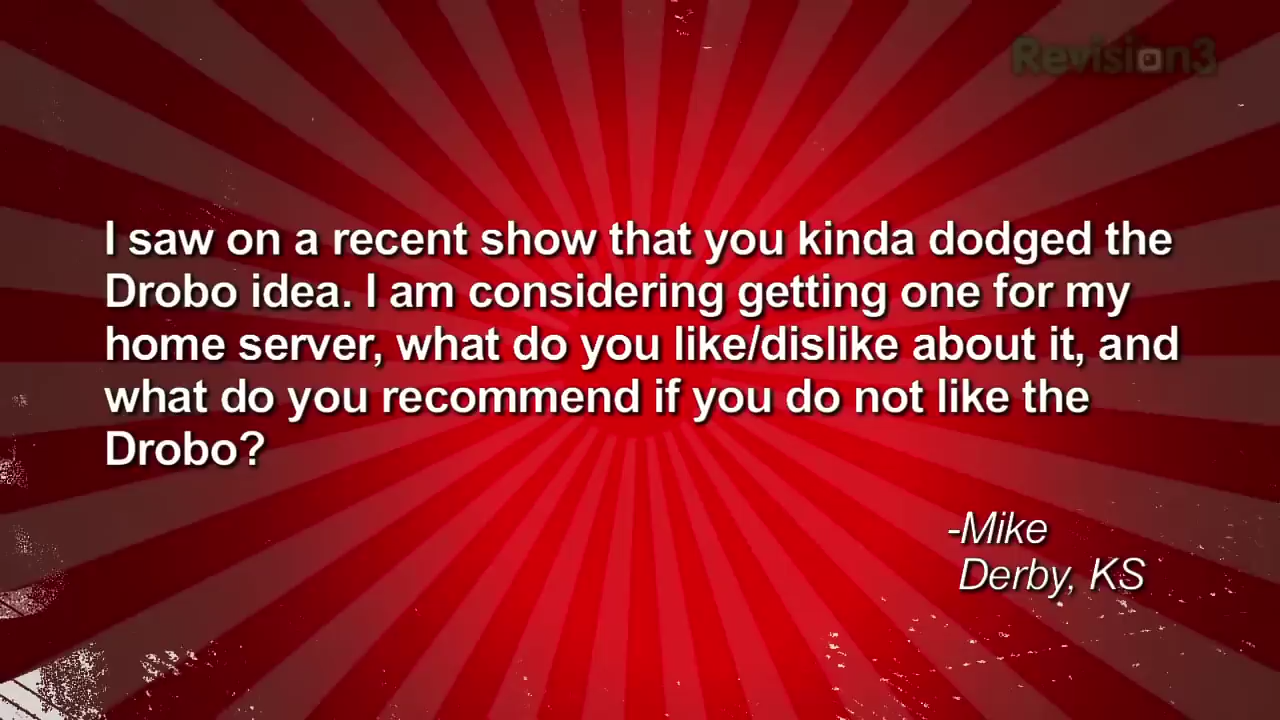 Revision3
I saw on a recent show that you kinda dodged the
Drobo idea. I am considering getting one for my
home server, what do you like/dislike about it, and
what do you recommend if you do not like the
Drobo?
-Mike
Derby, KS